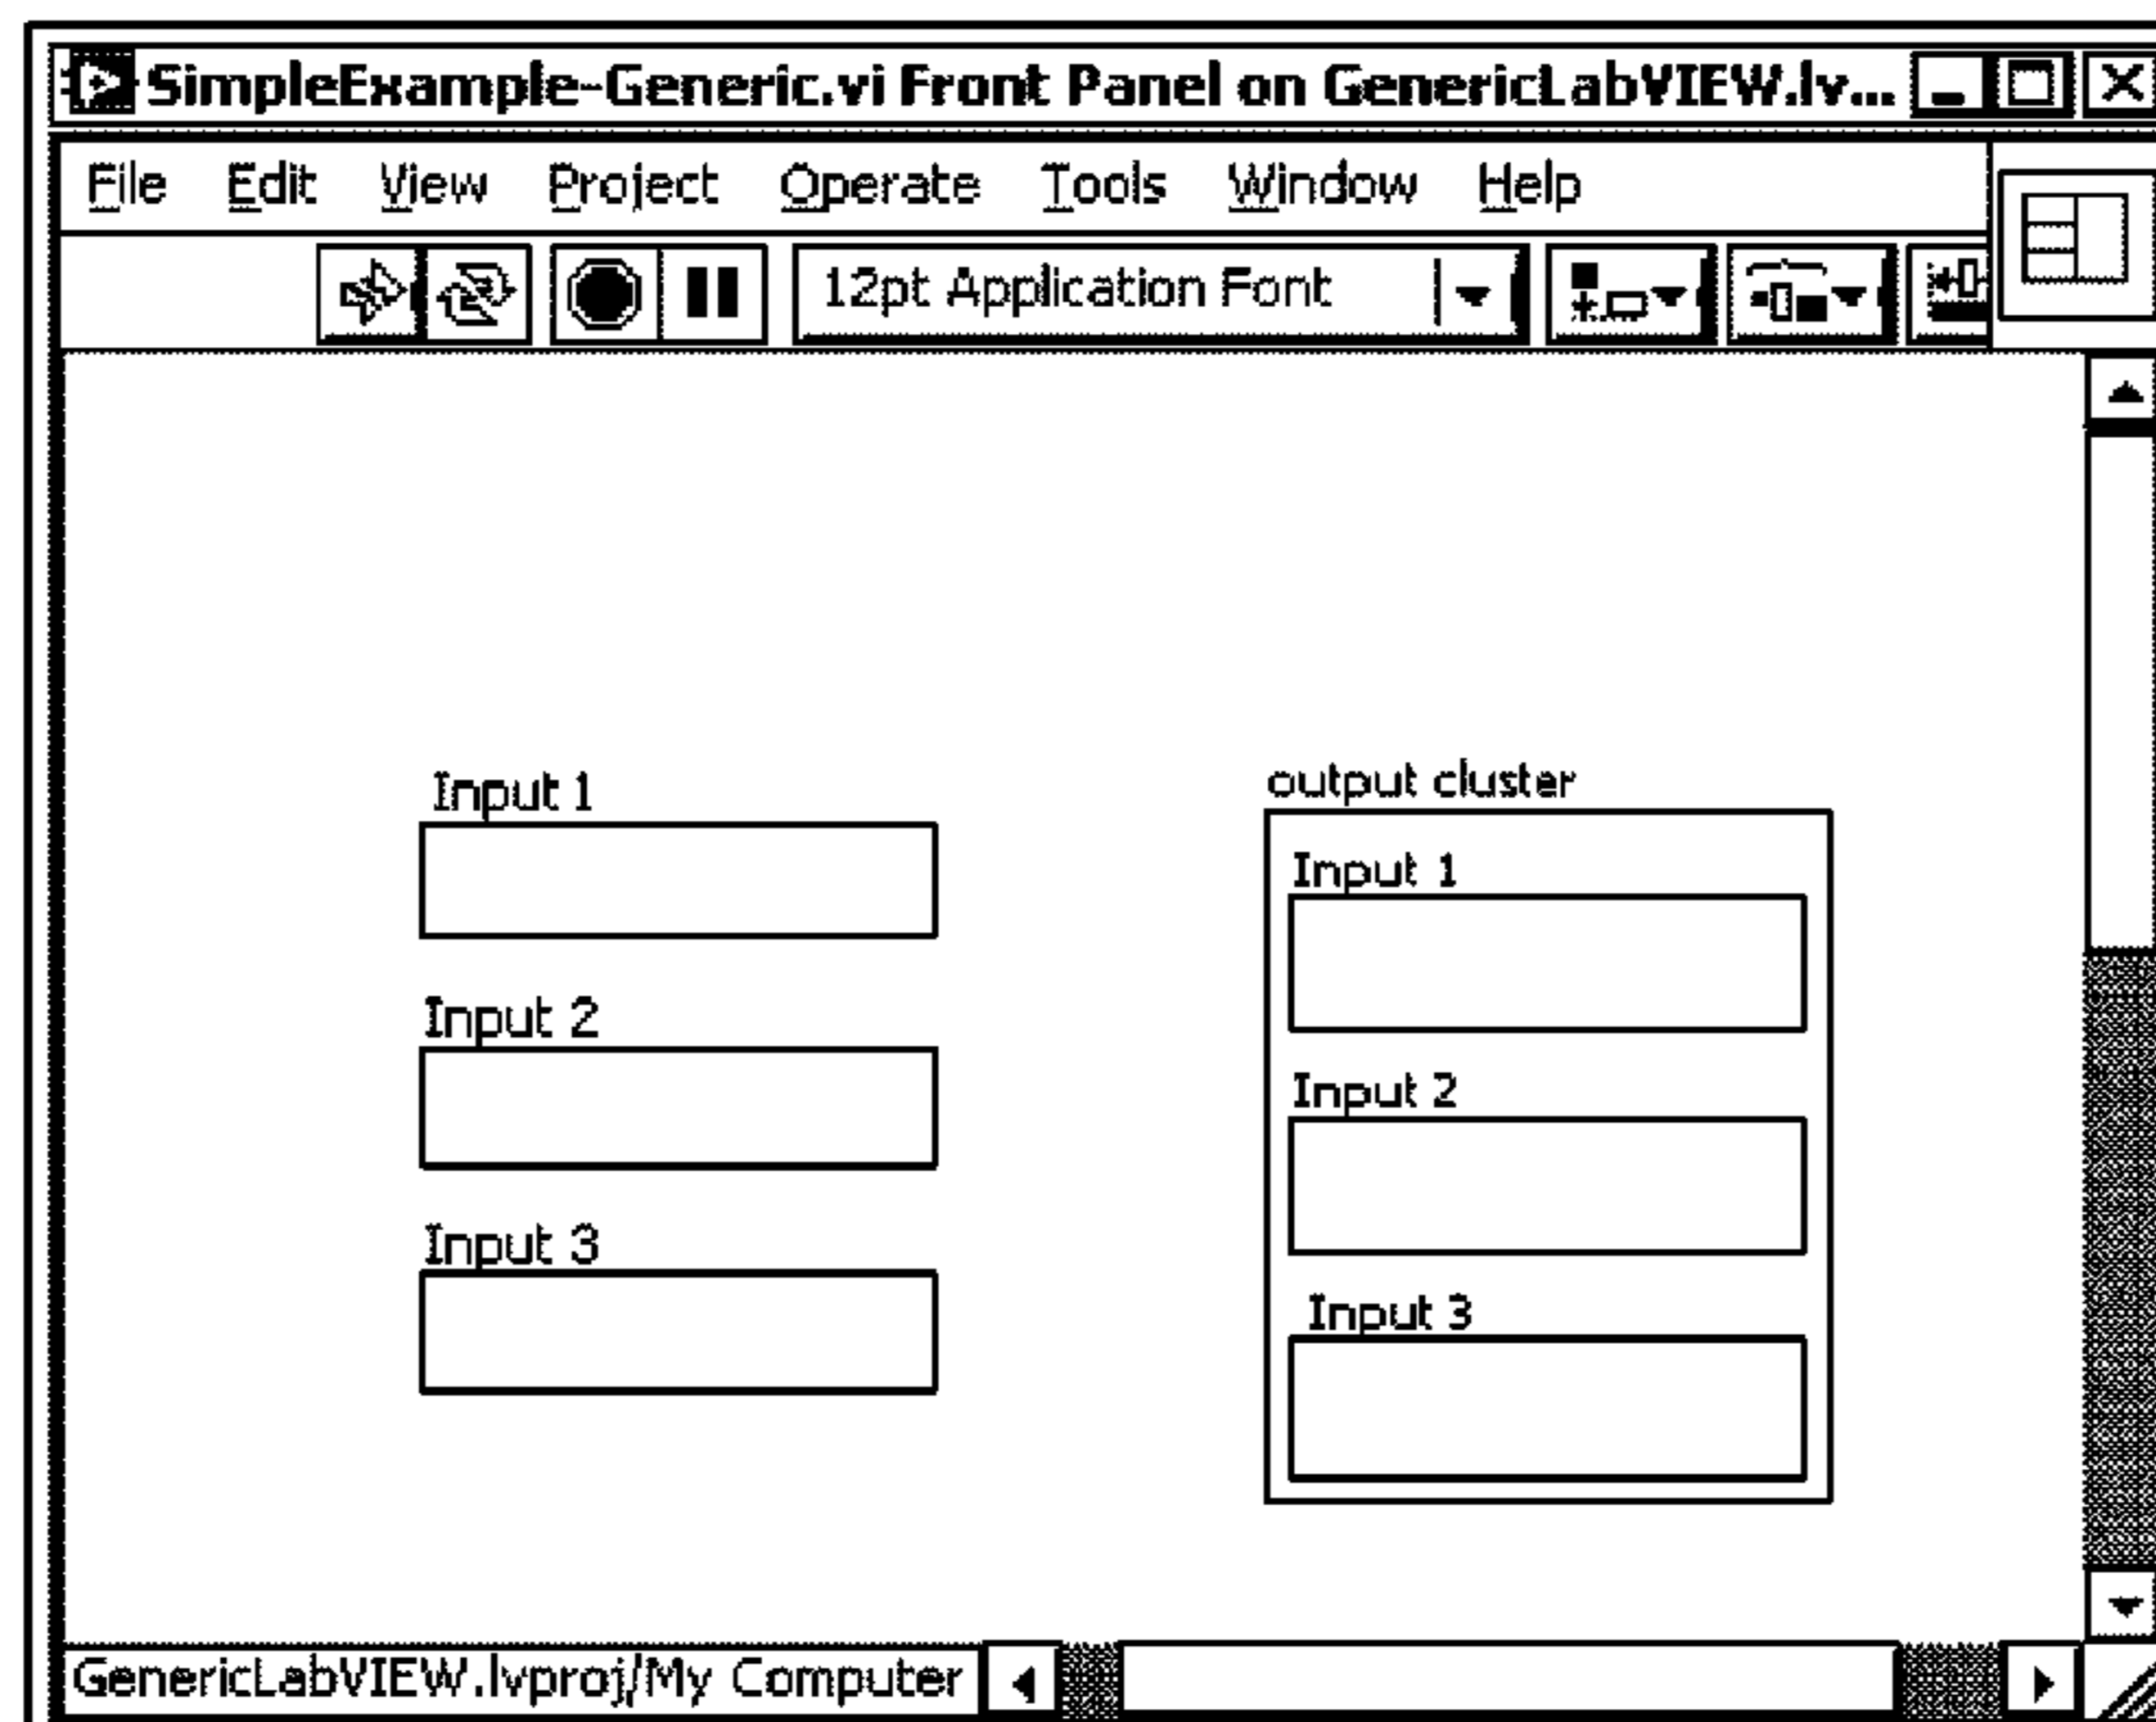 SimpleExample-Generic.vi Front Panel on GenericLabVIEW.lv...
File Edit View Project Operate Tools Window Help
12pt Application Font
Input 1
Input 2
Input 3
output cluster
Input 1
Input 2
Input 3
GenericLabVIEW.lvproj/My Computer